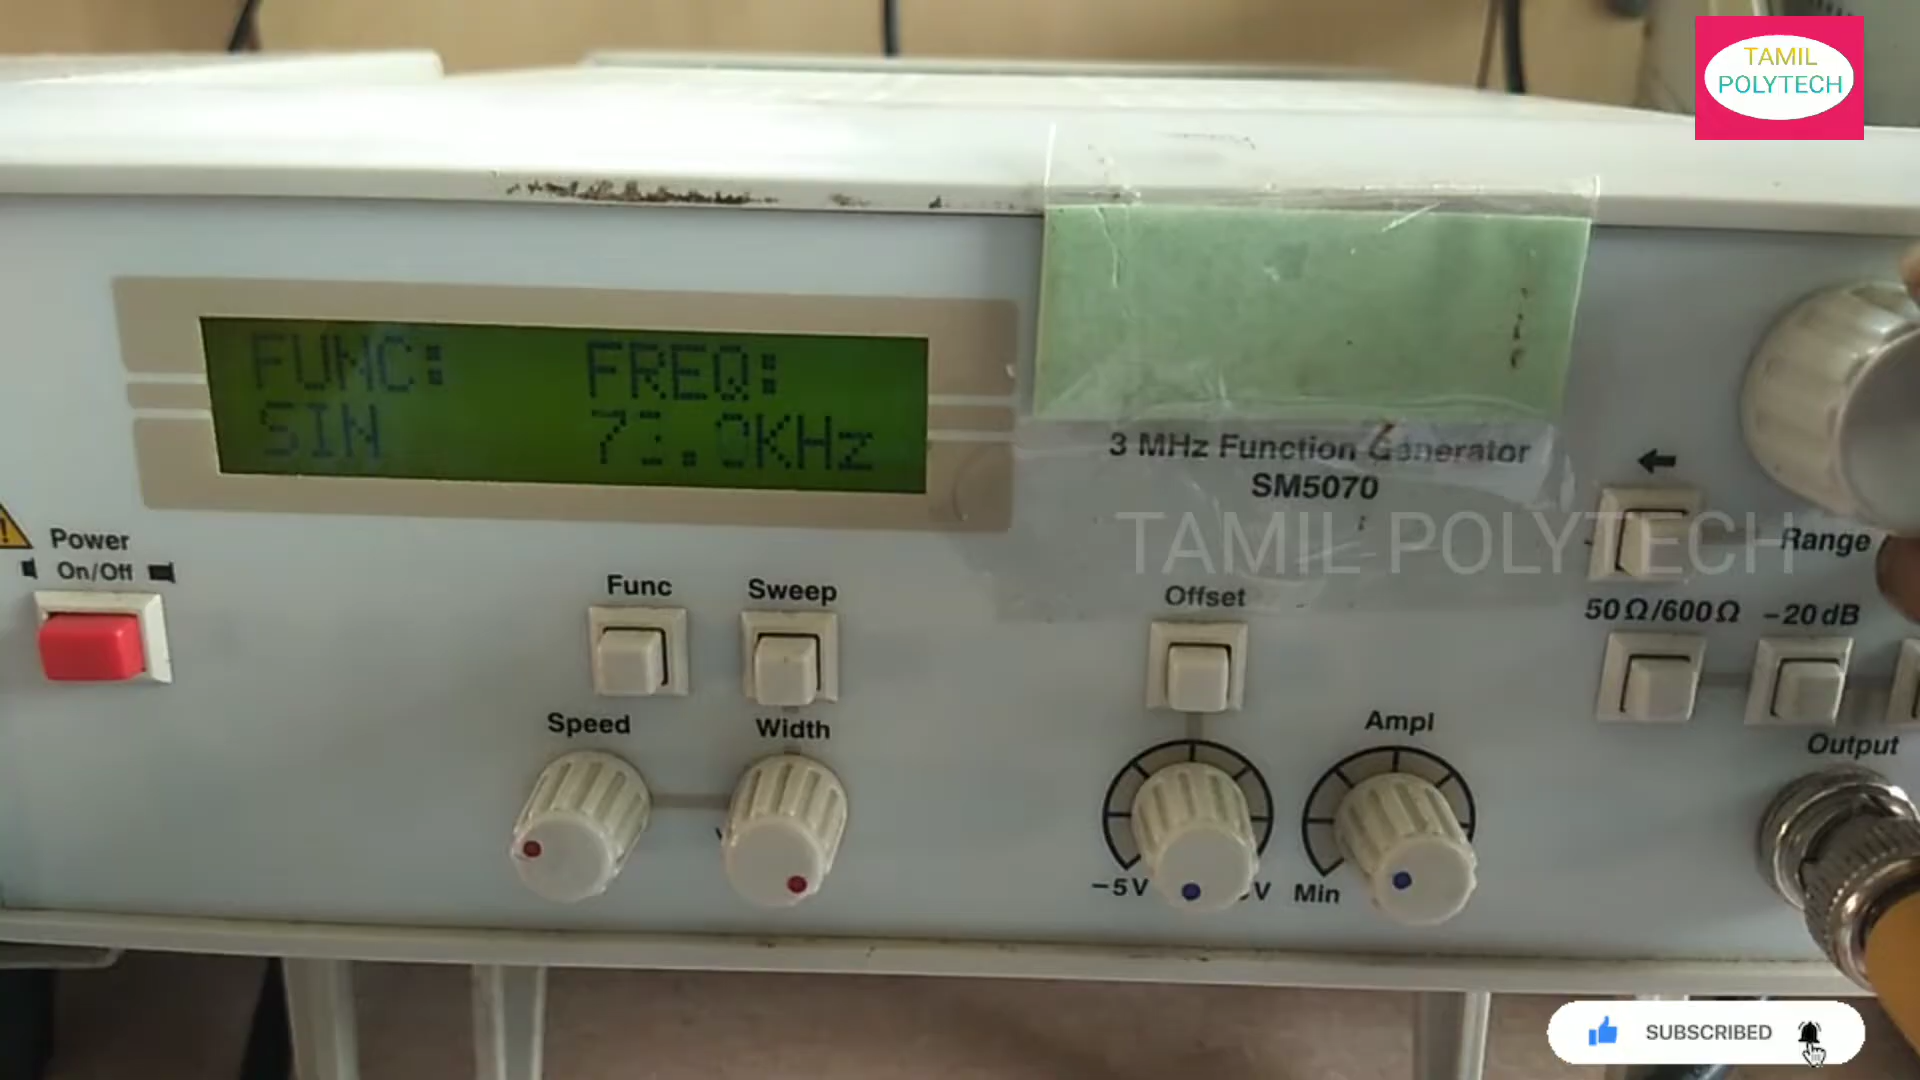 TAMIL
POLYTECH
FUNC: FREQ:
SIN
3 MHz Function Generator
SM5070
TAMIL POLYTECH
Power
On/Off
Func
Sweep
Offset
Range
50Ω/600Ω
-20dB
Speed
Width
Ampl
Output
-5V
V
Min
SUBSCRIBED